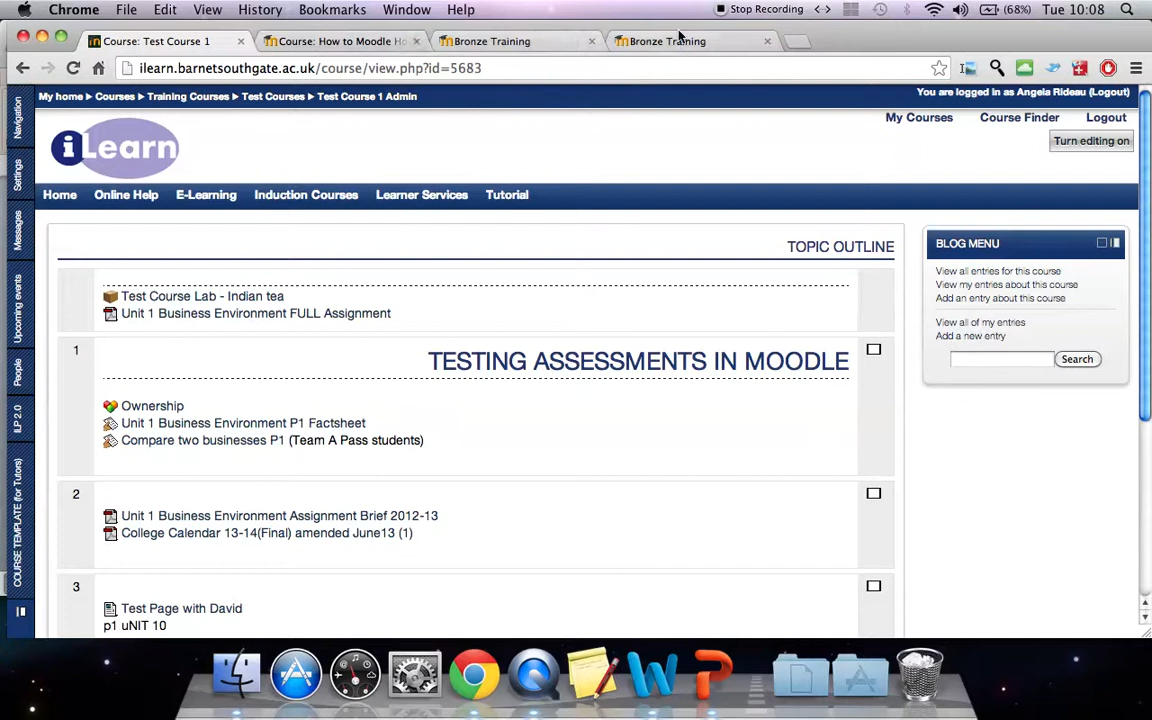 Chrome File Edit View History Bookmarks Window Help Stop Recording (68%) Tue 10:08
Course: Test Course 1 Course: How to Moodle Ho Bronze Training Bronze Training
ilearn.barnetsouthgate.ac.uk/course/view.php?id=5683
My home Courses Training Courses Test Courses Test Course 1 Admin
You are logged in as Angela Rideau (Logout)
My Courses Course Finder Logout
Turn editing on
iLearn
Home Online Help E-Learning Induction Courses Learner Services Tutorial
Navigation
Settings
Messages
Upcoming events
People
ILP 2.0
COURSE TEMPLATE (for Tutors)
TOPIC OUTLINE
Test Course Lab - Indian tea
Unit 1 Business Environment FULL Assignment
1
TESTING ASSESSMENTS IN MOODLE
Ownership
Unit 1 Business Environment P1 Factsheet
Compare two businesses P1 (Team A Pass students)
2
Unit 1 Business Environment Assignment Brief 2012-13
College Calendar 13-14(Final) amended June13 (1)
3
Test Page with David
p1 uNIT 10
BLOG MENU
View all entries for this course
View my entries about this course
Add an entry about this course
View all of my entries
Add a new entry
Search